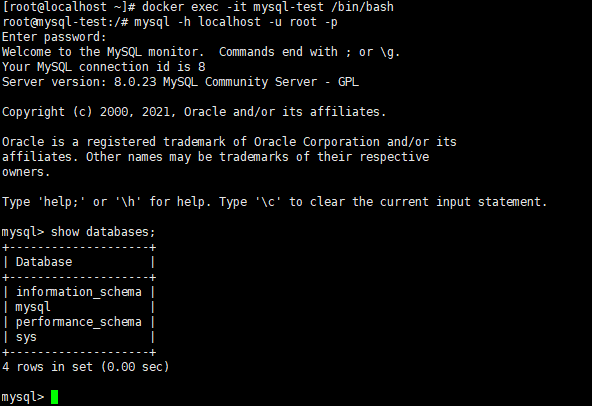 [root@localhost ~]# docker exec -it mysql-test /bin/bash
root@mysql-test:/# mysql -h localhost -u root -p
Enter password:
Welcome to the MySQL monitor.  Commands end with ; or \g.
Your MySQL connection id is 8
Server version: 8.0.23 MySQL Community Server - GPL

Copyright (c) 2000, 2021, Oracle and/or its affiliates.

Oracle is a registered trademark of Oracle Corporation and/or its
affiliates. Other names may be trademarks of their respective
owners.

Type 'help;' or '\h' for help. Type '\c' to clear the current input statement.

mysql> show databases;
+--------------------+
| Database           |
+--------------------+
| information_schema |
| mysql              |
| performance_schema |
| sys                |
+--------------------+
4 rows in set (0.00 sec)

mysql>